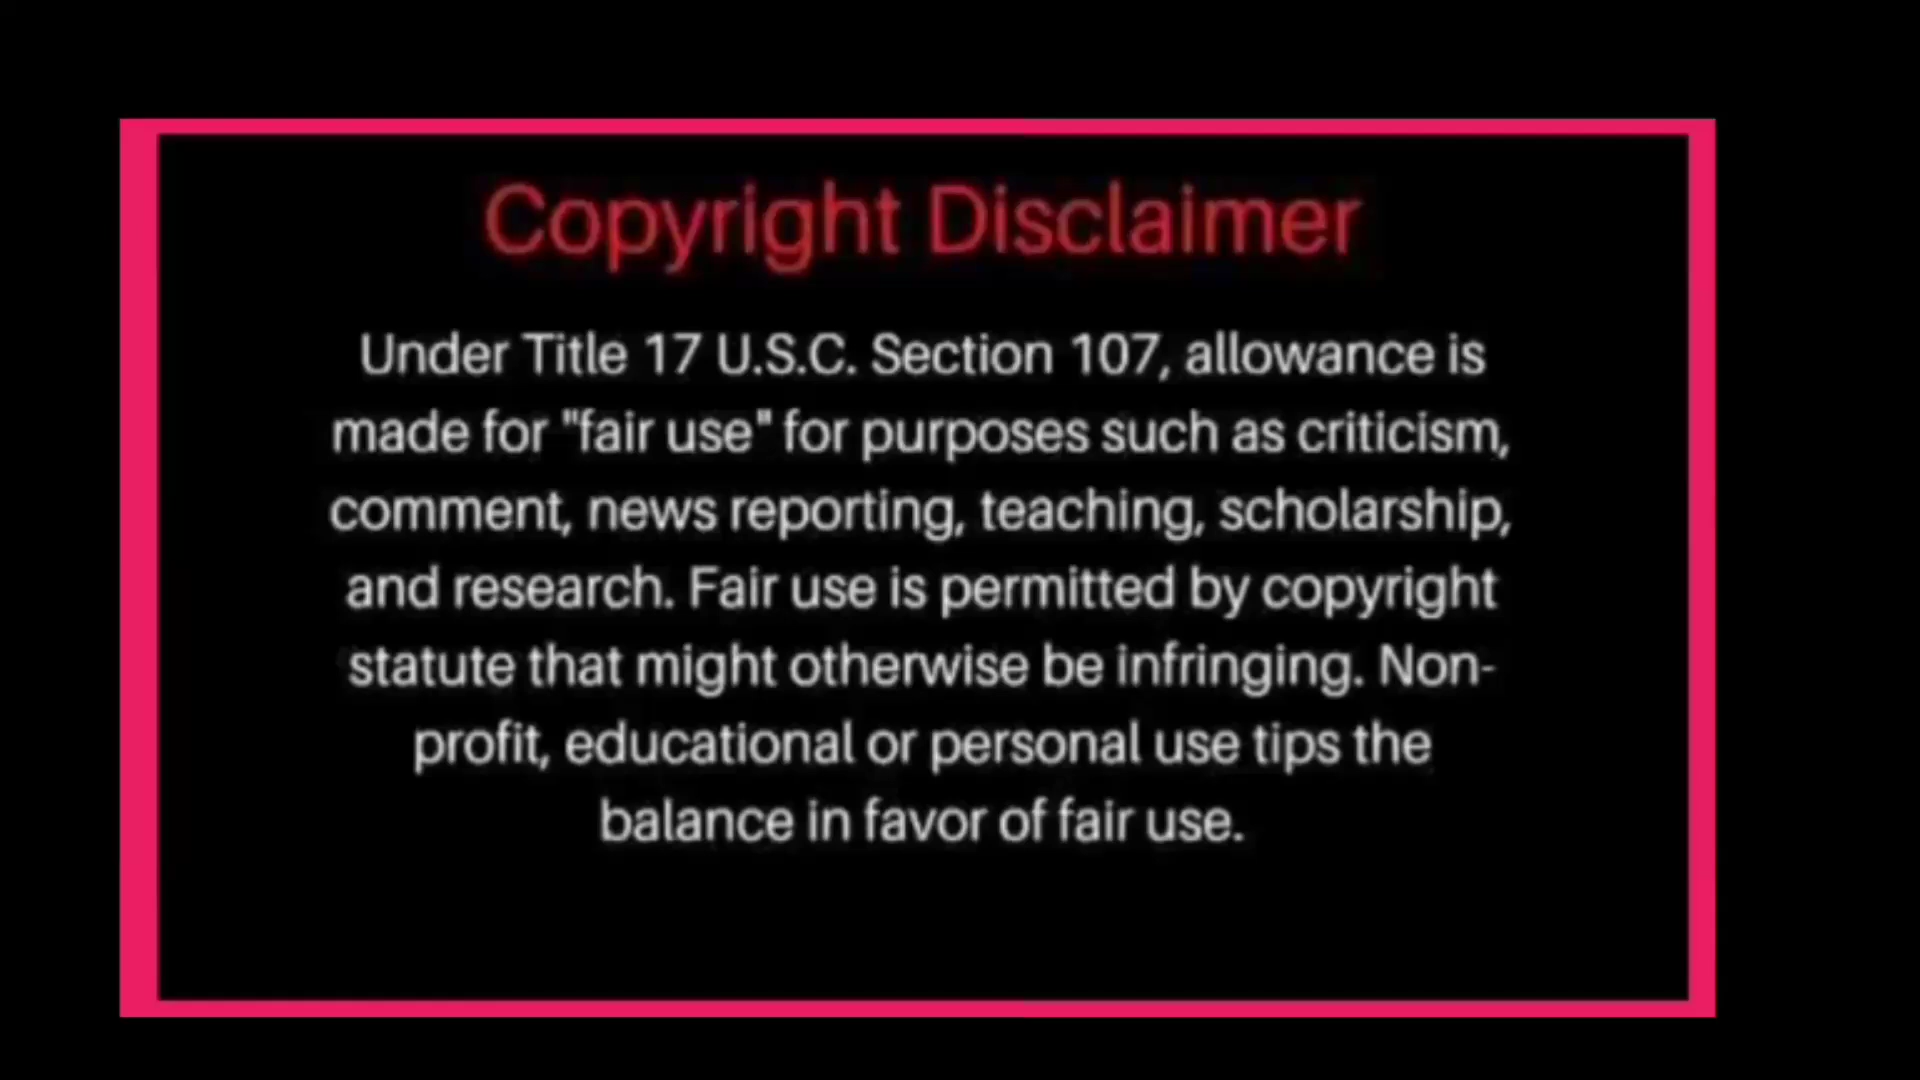 Copyright Disclaimer
Under Title 17 U.S.C. Section 107, allowance is
made for "fair use" for purposes such as criticism,
comment, news reporting, teaching, scholarship,
and research. Fair use is permitted by copyright
statute that might otherwise be infringing. Non-
profit, educational or personal use tips the
balance in favor of fair use.